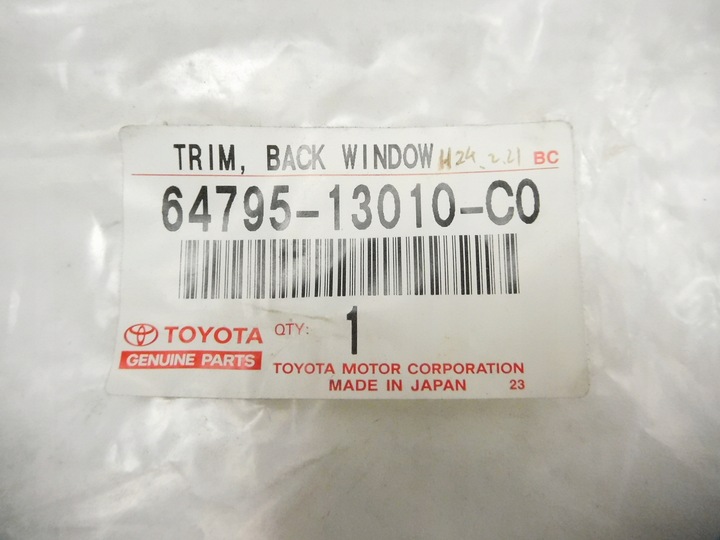 TRIM, BACK WINDOW H24.2.21 BC
64795-13010-C0
TOYOTA QTY: 1
GENUINE PARTS
TOYOTA MOTOR CORPORATION
MADE IN JAPAN 23